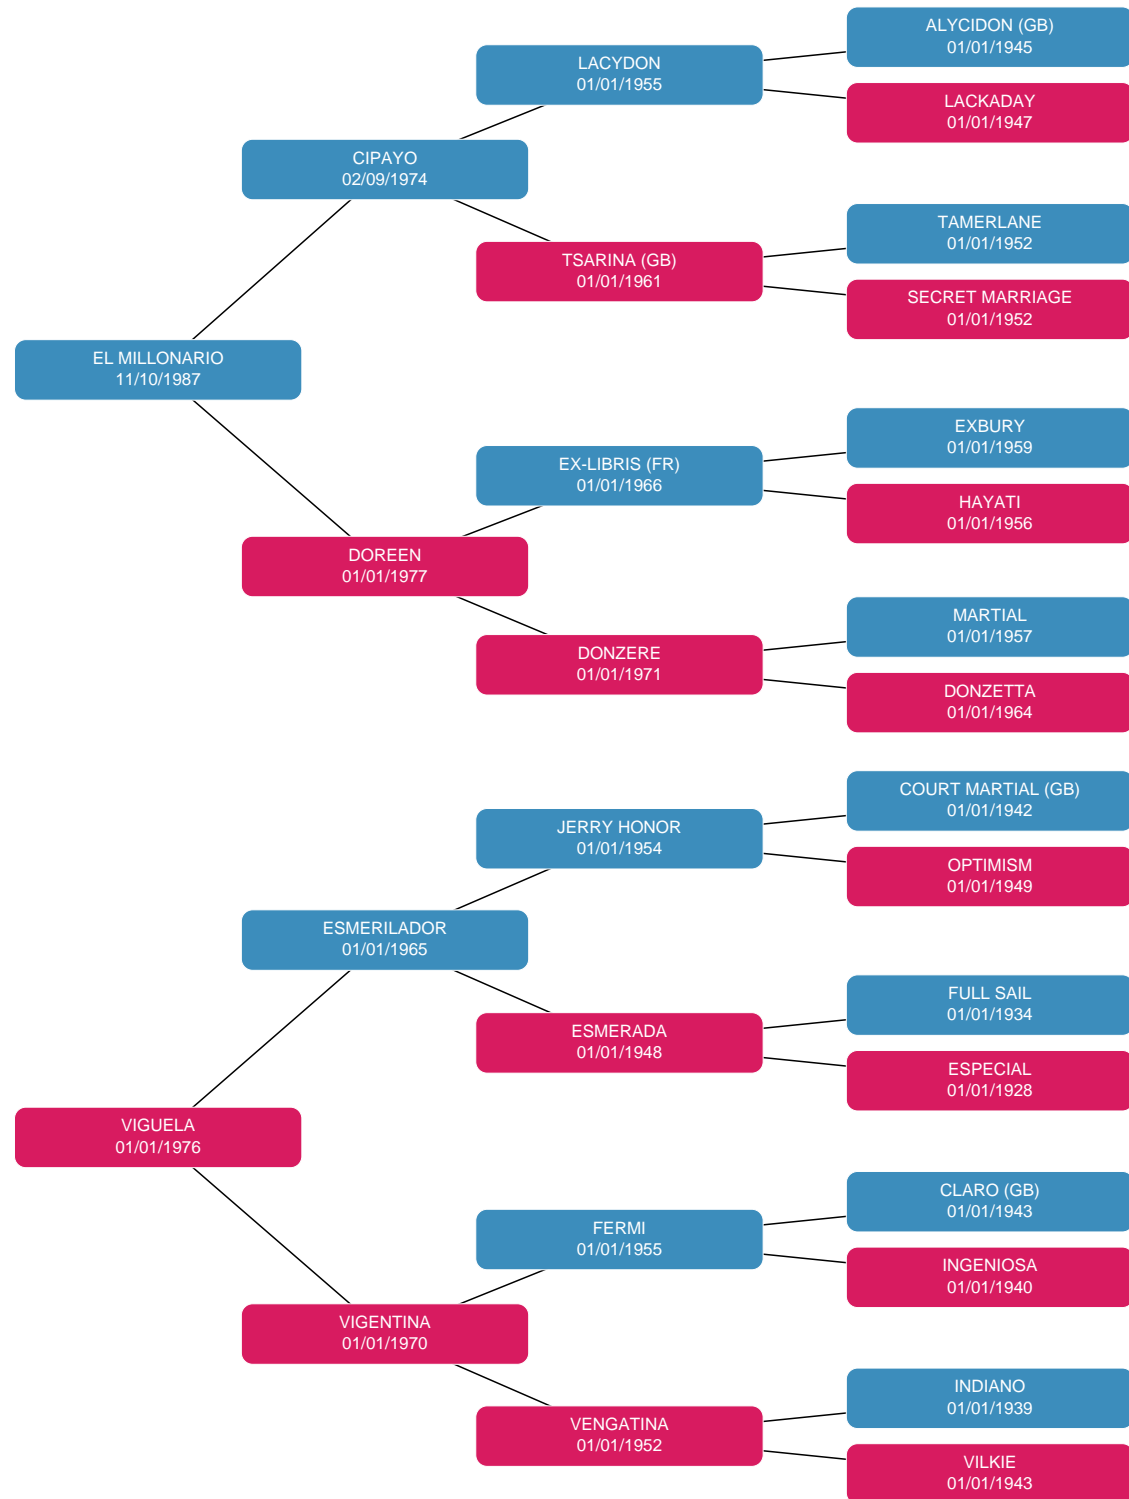 ALYCIDON (GB)
01/01/1945
LACYDON
01/01/1955
LACKADAY
01/01/1947
CIPAYO
02/09/1974
TAMERLANE
01/01/1952
TSARINA (GB)
01/01/1961
SECRET MARRIAGE
01/01/1952
EL MILLONARIO
11/10/1987
EXBURY
01/01/1959
EX-LIBRIS (FR)
01/01/1966
HAYATI
01/01/1956
DOREEN
01/01/1977
MARTIAL
01/01/1957
DONZERE
01/01/1971
DONZETTA
01/01/1964
COURT MARTIAL (GB)
01/01/1942
JERRY HONOR
01/01/1954
OPTIMISM
01/01/1949
ESMERILADOR
01/01/1965
FULL SAIL
01/01/1934
ESMERADA
01/01/1948
ESPECIAL
01/01/1928
VIGUELA
01/01/1976
CLARO (GB)
01/01/1943
FERMI
01/01/1955
INGENIOSA
01/01/1940
VIGENTINA
01/01/1970
INDIANO
01/01/1939
VENGATINA
01/01/1952
VILKIE
01/01/1943